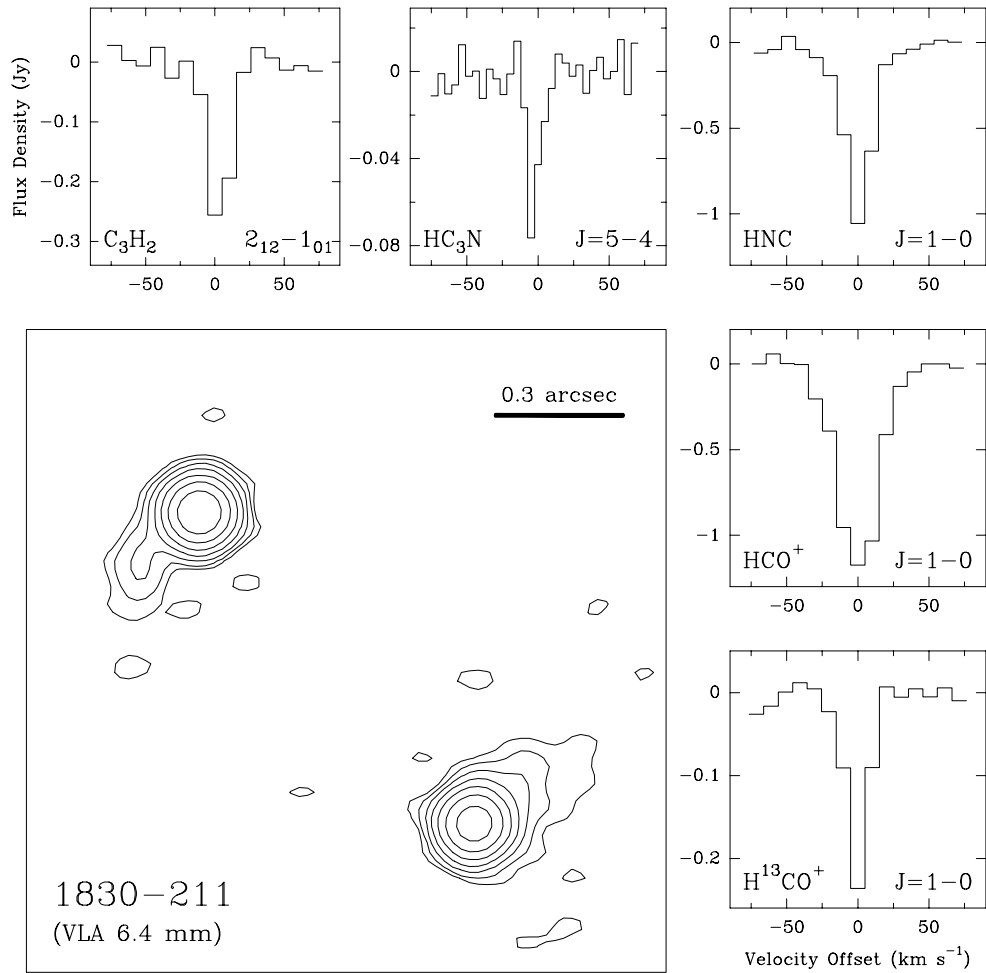 Flux Density (Jy)
0
−0.1
−0.2
−0.3
C₃H₂ 2₁₂−1₀₁
−50 0 50
0
−0.04
−0.08
HC₃N J=5−4
−50 0 50
0
−0.5
−1
HNC J=1−0
−50 0 50
0.3 arcsec
1830−211
(VLA 6.4 mm)
0
−0.5
−1
HCO⁺ J=1−0
−50 0 50
0
−0.1
−0.2
H¹³CO⁺ J=1−0
−50 0 50
Velocity Offset (km s⁻¹)